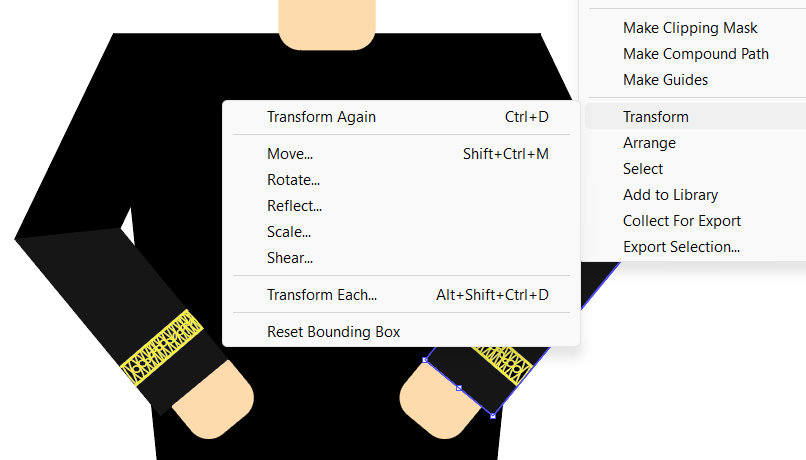 Make Clipping Mask
Make Compound Path
Make Guides
Transform
Arrange
Select
Add to Library
Collect For Export
Export Selection...
Transform Again Ctrl+D
Move... Shift+Ctrl+M
Rotate...
Reflect...
Scale...
Shear...
Transform Each... Alt+Shift+Ctrl+D
Reset Bounding Box